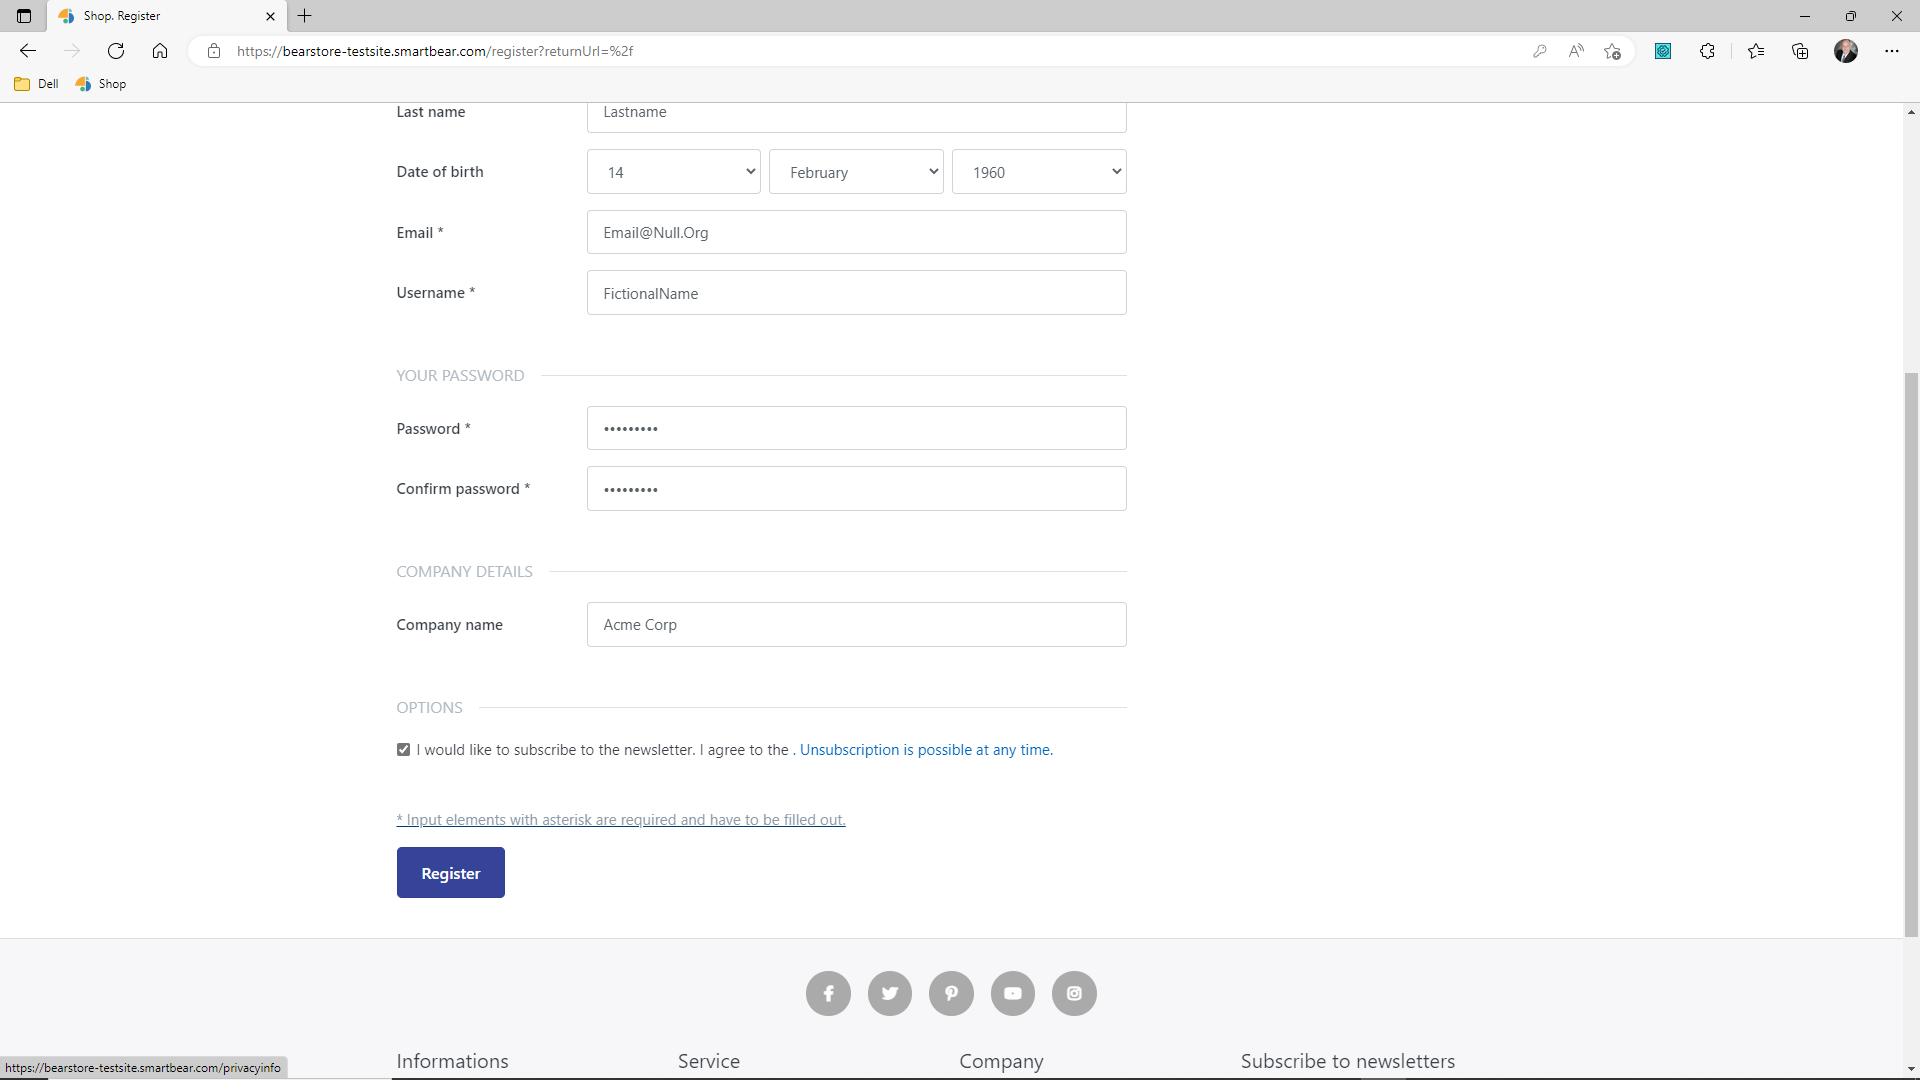 Shop. Register
https://bearstore-testsite.smartbear.com/register?returnUrl=%2f
Dell
Shop
Last name
Lastname
Date of birth
14
February
1960
Email *
Email@Null.Org
Username *
FictionalName
YOUR PASSWORD
Password *
•••••••••
Confirm password *
•••••••••
COMPANY DETAILS
Company name
Acme Corp
OPTIONS
I would like to subscribe to the newsletter. I agree to the . Unsubscription is possible at any time.
* Input elements with asterisk are required and have to be filled out.
Register
Informations
Service
Company
Subscribe to newsletters
https://bearstore-testsite.smartbear.com/privacyinfo